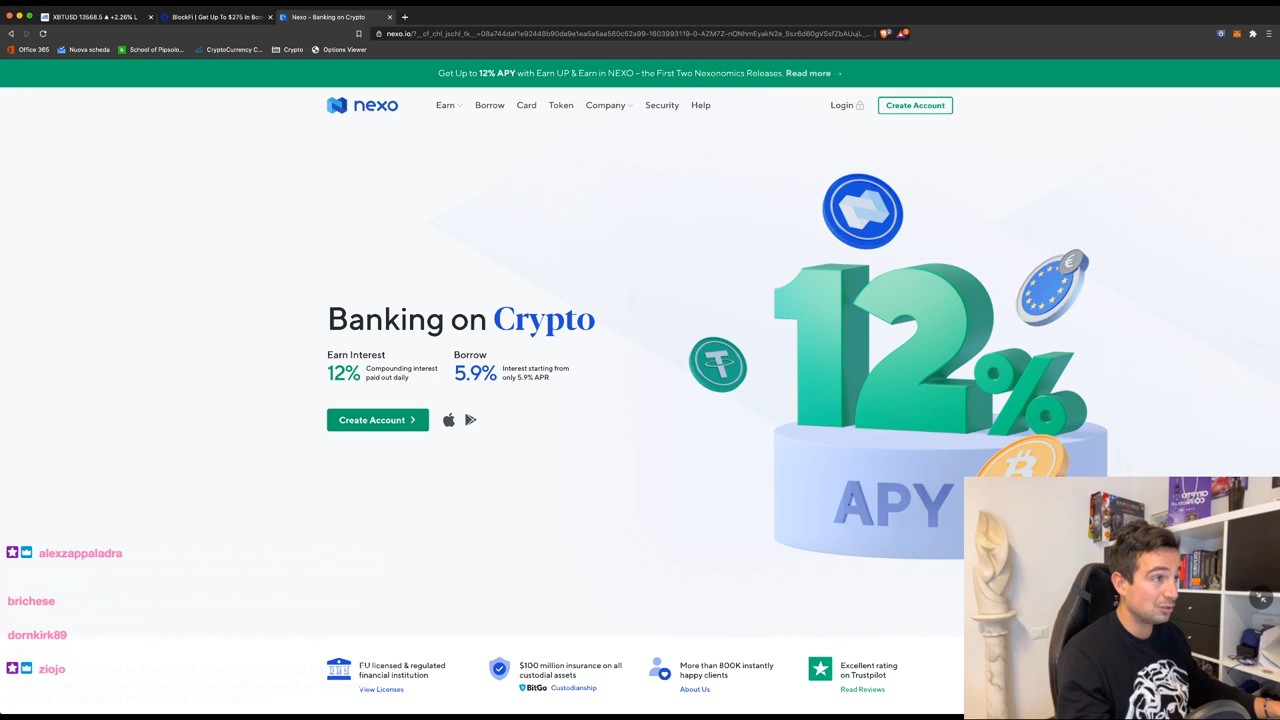 XBTUSD 13568.5 ▲ +2.26% L
BlockFi | Get Up To $275 In Bon
Nexo - Banking on Crypto
Office 365
Nuova scheda
School of Pipsolo...
CryptoCurrency C...
Crypto
Options Viewer
Get Up to 12% APY with Earn UP & Earn in NEXO – the First Two Nexonomics Releases. Read more →
nexo
Earn
Borrow
Card
Token
Company
Security
Help
Login
Create Account
Banking on Crypto
Earn Interest
12%
Compounding interest
paid out daily
Borrow
5.9%
Interest starting from
only 5.9% APR
Create Account
12%
APY
alexzappaladra
brichese
dornkirk89
ziojo
EU licensed & regulated
financial institution
View Licenses
$100 million insurance on all
custodial assets
BitGo Custodianship
More than 800K instantly
happy clients
About Us
Excellent rating
on Trustpilot
Read Reviews